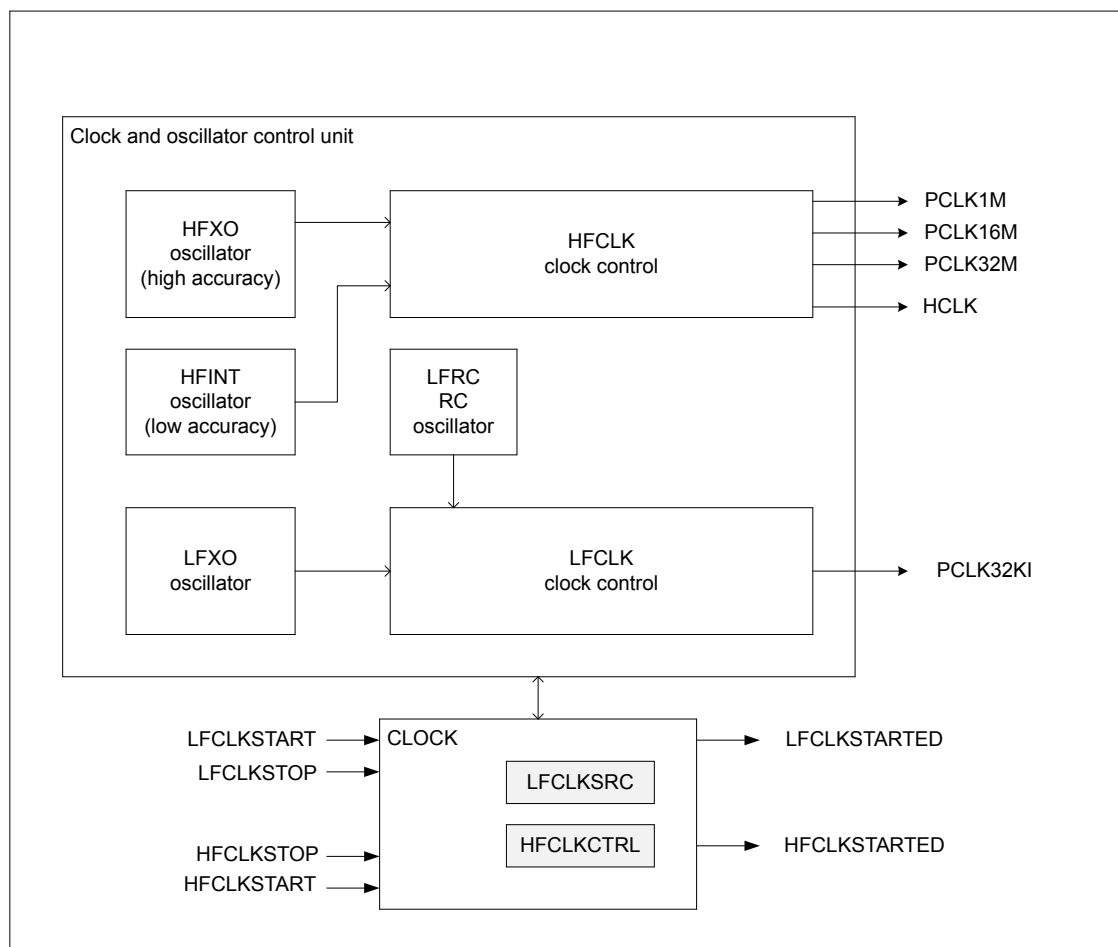 Clock and oscillator control unit
HFXO
oscillator
(high accuracy)
HFCLK
clock control
PCLK1M
PCLK16M
PCLK32M
HCLK
HFINT
oscillator
(low accuracy)
LFRC
RC
oscillator
LFXO
oscillator
LFCLK
clock control
PCLK32KI
LFCLKSTART
LFCLKSTOP
HFCLKSTOP
HFCLKSTART
CLOCK
LFCLKSRC
HFCLKCTRL
LFCLKSTARTED
HFCLKSTARTED